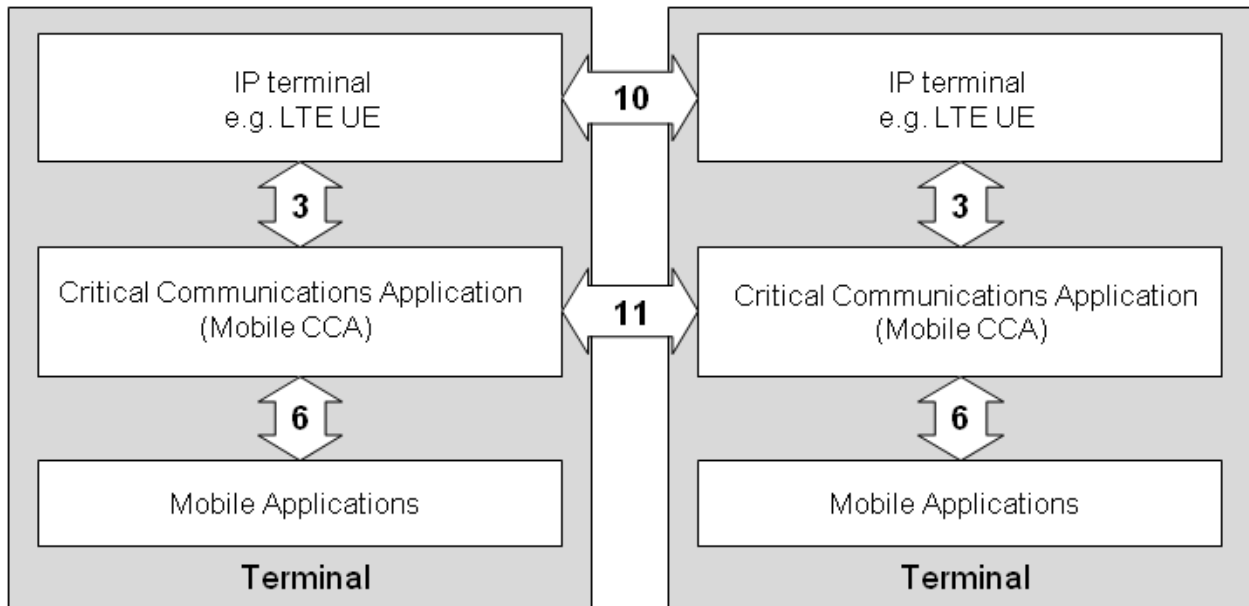 IP terminal
e.g. LTE UE
10
IP terminal
e.g. LTE UE
3
3
Critical Communications Application
(Mobile CCA)
11
Critical Communications Application
(Mobile CCA)
6
6
Mobile Applications
Mobile Applications
Terminal
Terminal